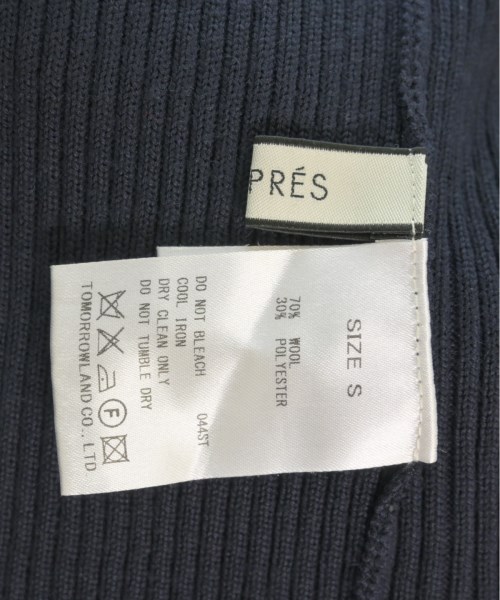 PRÉS
SIZE S
70% WOOL
30% POLYESTER
DO NOT BLEACH 044ST
COOL IRON
DRY CLEAN ONLY
DO NOT TUMBLE DRY
F
TOMORROWLAND CO., LTD